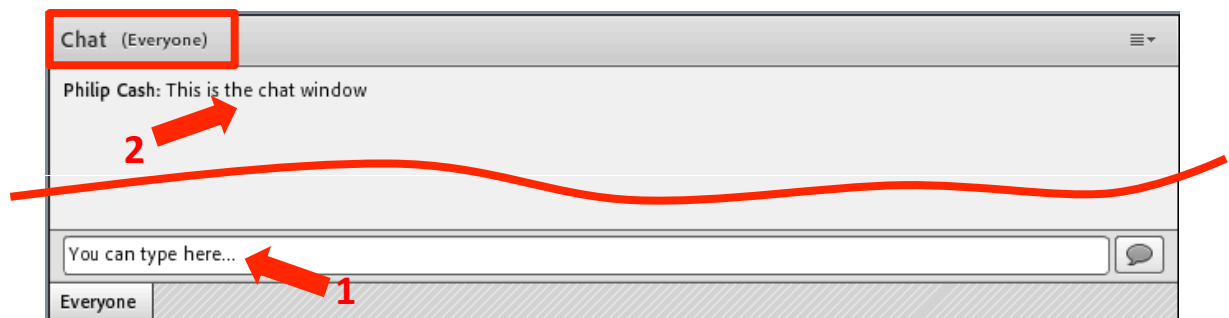 Chat (Everyone)
Philip Cash: This is the chat window
2
You can type here...
1
Everyone